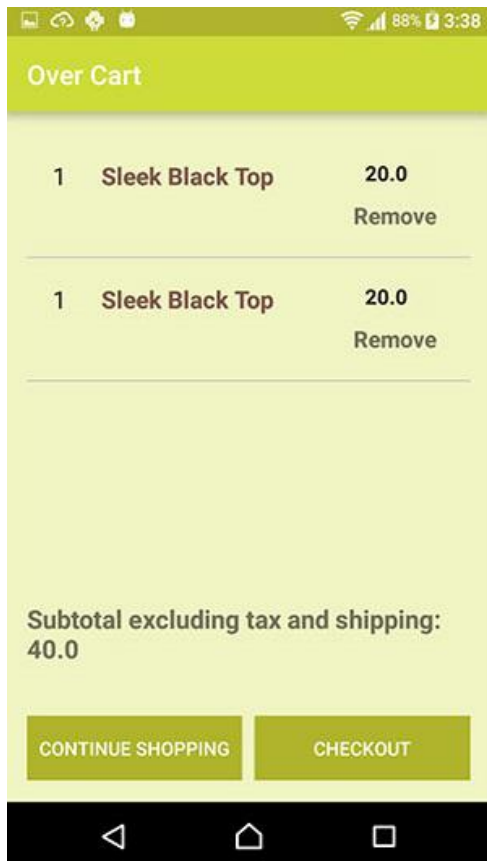 88% 3:38
Over Cart
1 Sleek Black Top 20.0
Remove
1 Sleek Black Top 20.0
Remove
Subtotal excluding tax and shipping:
40.0
CONTINUE SHOPPING CHECKOUT